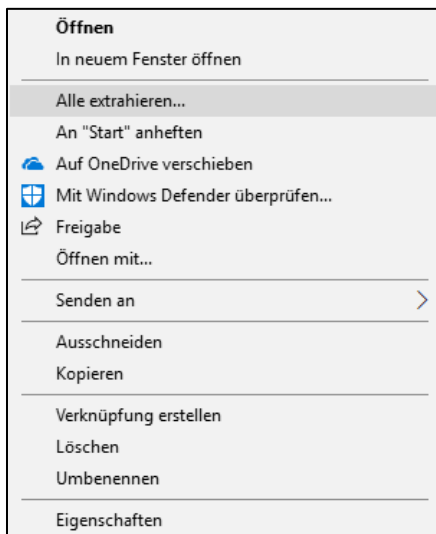 Öffnen
In neuem Fenster öffnen
Alle extrahieren...
An "Start" anheften
Auf OneDrive verschieben
Mit Windows Defender überprüfen...
Freigabe
Öffnen mit...
Senden an
Ausschneiden
Kopieren
Verknüpfung erstellen
Löschen
Umbenennen
Eigenschaften